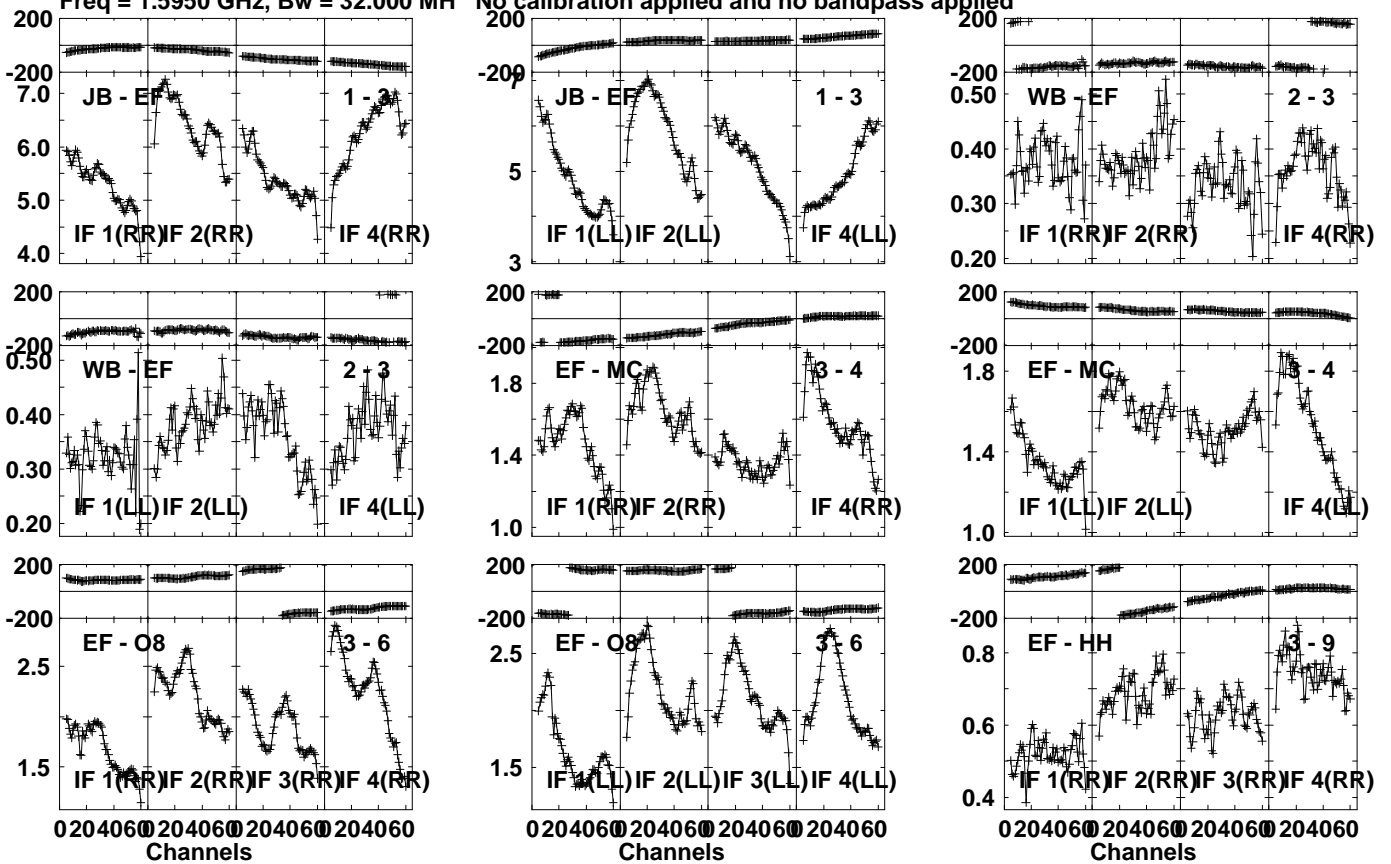 Freq = 1.5950 GHz, Bw = 32.000 MH No calibration applied and no bandpass applied
200
-200
7.0
6.0
5.0
4.0
JB - EF
1 - 3
IF 1(RR)
IF 2(RR)
IF 4(RR)
200
-200
7
5
3
JB - EF
1 - 3
IF 1(LL)
IF 2(LL)
IF 4(LL)
200
-200
0.50
0.40
0.30
0.20
WB - EF
2 - 3
IF 1(RR)
IF 2(RR)
IF 4(RR)
200
-200
0.50
0.40
0.30
0.20
WB - EF
2 - 3
IF 1(LL)
IF 2(LL)
IF 4(LL)
200
-200
1.8
1.4
1.0
EF - MC
3 - 4
IF 1(RR)
IF 2(RR)
IF 4(RR)
200
-200
1.8
1.4
1.0
EF - MC
3 - 4
IF 1(LL)
IF 2(LL)
IF 4(LL)
200
-200
2.5
1.5
EF - O8
3 - 6
IF 1(RR)
IF 2(RR)
IF 3(RR)
IF 4(RR)
0 20 40 60 0 20 40 60 0 20 40 60 0 20 40 60
Channels
200
-200
2.5
1.5
EF - O8
3 - 6
IF 1(LL)
IF 2(LL)
IF 3(LL)
IF 4(LL)
0 20 40 60 0 20 40 60 0 20 40 60 0 20 40 60
Channels
200
-200
0.8
0.6
0.4
EF - HH
3 - 9
IF 1(RR)
IF 2(RR)
IF 3(RR)
IF 4(RR)
0 20 40 60 0 20 40 60 0 20 40 60 0 20 40 60
Channels